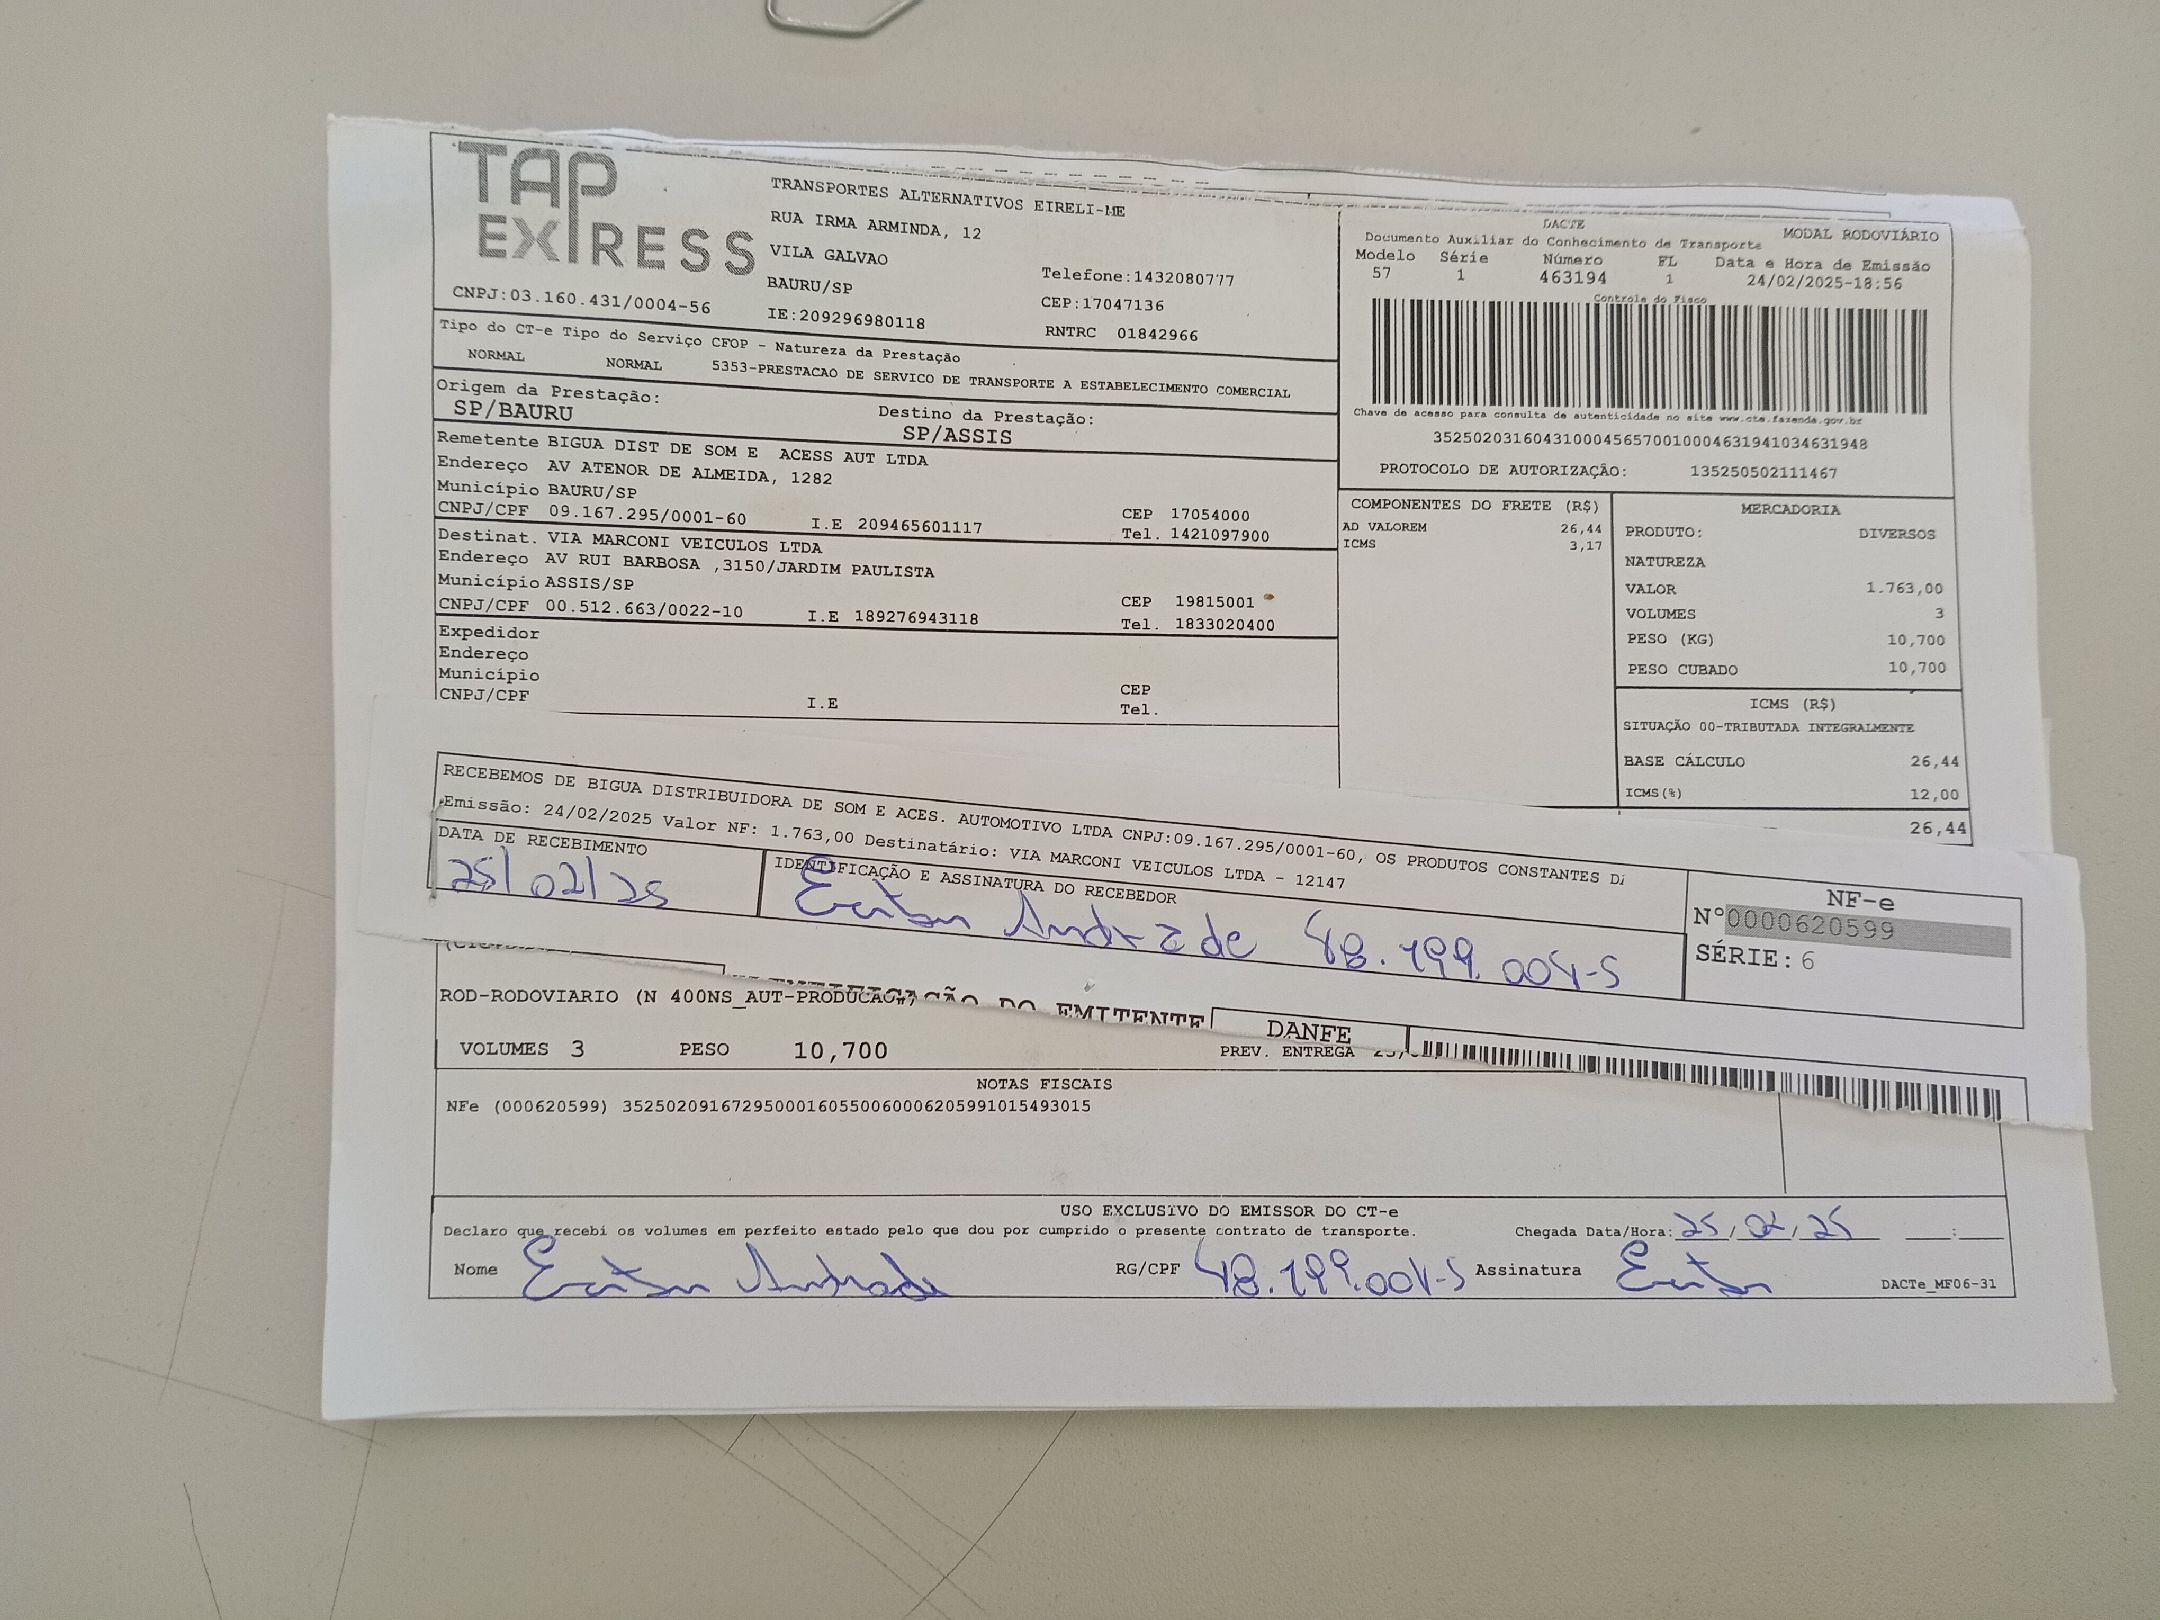 TAP EXPRESS
TRANSPORTES ALTERNATIVOS EIRELI-ME
RUA IRMA ARMINDA, 12
VILA GALVAO
BAURU/SP
Telefone:1432080777
CEP:17047136
CNPJ:03.160.431/0004-56
IE:209296980118
RNTRC 01842966
DACTE
Documento Auxiliar do Conhecimento de Transporte
MODAL RODOVIÁRIO
Modelo Série Número FL Data e Hora de Emissão
57 1 463194 1 24/02/2025-18:56
Controle do Fisco
Chave de acesso para consulta de autenticidade no site www.cte.fazenda.gov.br
35250203160431000456570010004631941034631948
PROTOCOLO DE AUTORIZAÇÃO: 135250502111467
Tipo do CT-e Tipo do Serviço CFOP - Natureza da Prestação
NORMAL NORMAL 5353-PRESTACAO DE SERVICO DE TRANSPORTE A ESTABELECIMENTO COMERCIAL
Origem da Prestação: Destino da Prestação:
SP/BAURU SP/ASSIS
Remetente BIGUA DIST DE SOM E ACESS AUT LTDA
Endereço AV ATENOR DE ALMEIDA, 1282
Município BAURU/SP CEP 17054000
CNPJ/CPF 09.167.295/0001-60 I.E 209465601117 Tel. 1421097900
Destinat. VIA MARCONI VEICULOS LTDA
Endereço AV RUI BARBOSA ,3150/JARDIM PAULISTA
Município ASSIS/SP CEP 19815001
CNPJ/CPF 00.512.663/0022-10 I.E 189276943118 Tel. 1833020400
Expedidor
Endereço
Município CEP
CNPJ/CPF I.E Tel.
COMPONENTES DO FRETE (R$)
AD VALOREM 26,44
ICMS 3,17
MERCADORIA
PRODUTO: DIVERSOS
NATUREZA
VALOR 1.763,00
VOLUMES 3
PESO (KG) 10,700
PESO CUBADO 10,700
ICMS (R$)
SITUAÇÃO 00-TRIBUTADA INTEGRALMENTE
BASE CÁLCULO 26,44
ICMS(%) 12,00
26,44
RECEBEMOS DE BIGUA DISTRIBUIDORA DE SOM E ACES. AUTOMOTIVO LTDA CNPJ:09.167.295/0001-60, OS PRODUTOS CONSTANTES
Emissão: 24/02/2025 Valor NF: 1.763,00 Destinatário: VIA MARCONI VEICULOS LTDA - 12147
DATA DE RECEBIMENTO IDENTIFICAÇÃO E ASSINATURA DO RECEBEDOR
25/02/25 Andrade 48.199.004-5
NF-e
Nº0000620599
SÉRIE: 6
DO EMITENTE
DANFE
ROD-RODOVIARIO (N 400NS_AUT-PRODUCAO#)
VOLUMES 3 PESO 10,700 PREV. ENTREGA
NOTAS FISCAIS
NFe (000620599) 35250209167295000160550060006205991015493015
USO EXCLUSIVO DO EMISSOR DO CT-e
Declaro que recebi os volumes em perfeito estado pelo que dou por cumprido o presente contrato de transporte. Chegada Data/Hora: 25/02/25 __:__
Nome Andrade RG/CPF 48.199.004-5 Assinatura
DACTe_MF06-31